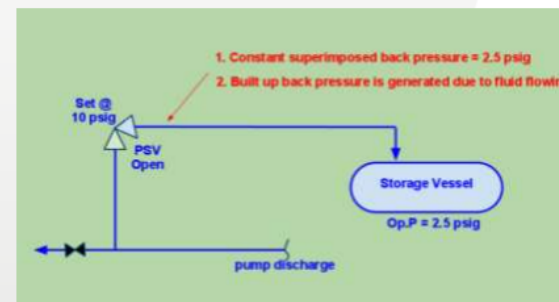 1. Constant superimposed back pressure = 2.5 psig
2. Built up back pressure is generated due to fluid flowin
Set @
10 psig
PSV
Open
Storage Vessel
Op.P = 2.5 psig
pump discharge